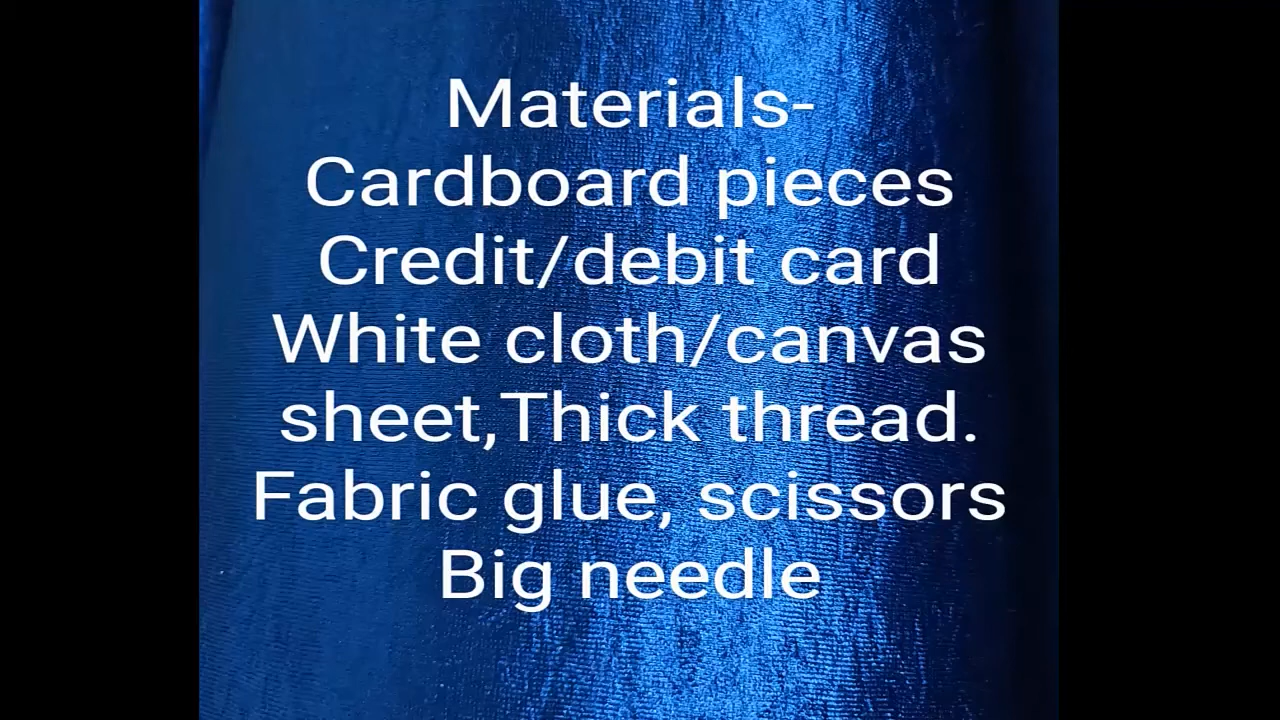 Materials-
Cardboard pieces
Credit/debit card
White cloth/canvas
sheet,Thick thread.
Fabric glue, scissors
Big needle